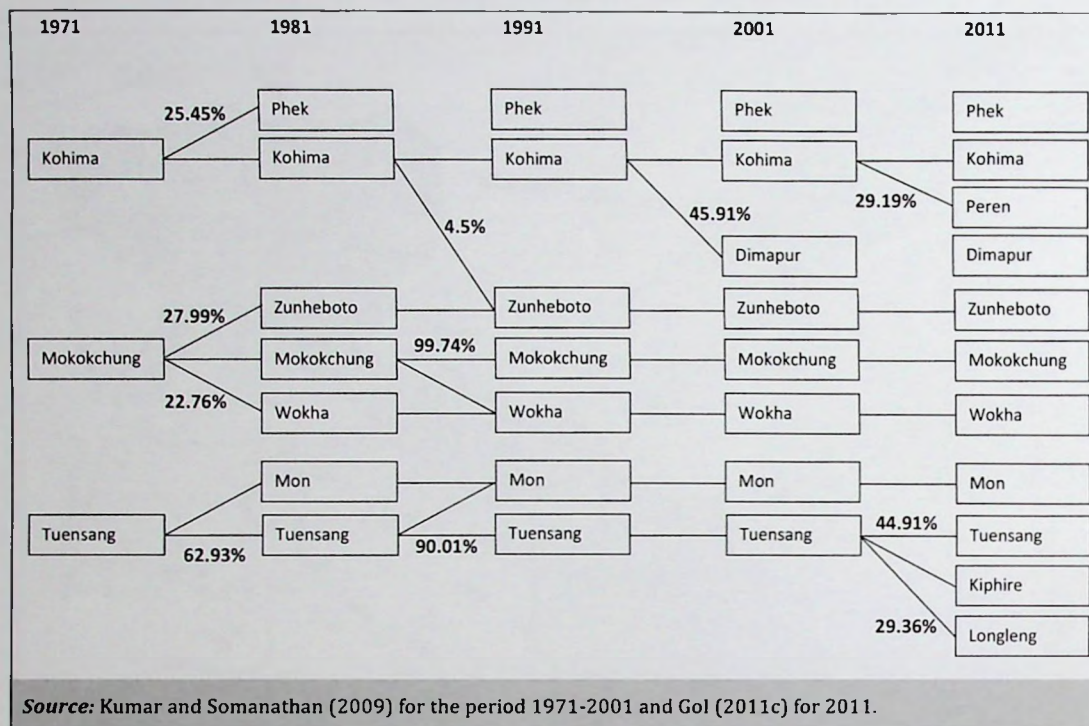 1971 1981 1991 2001 2011
25.45% Phek Phek Phek Phek
Kohima Kohima Kohima Kohima Kohima
4.5% 45.91% 29.19% Peren
Dimapur Dimapur
27.99% Zunheboto Zunheboto Zunheboto Zunheboto
Mokokchung Mokokchung 99.74% Mokokchung Mokokchung Mokokchung
22.76% Wokha Wokha Wokha Wokha
Mon Mon Mon Mon
Tuensang 62.93% Tuensang 90.01% Tuensang Tuensang 44.91% Tuensang
Kiphire
29.36% Longleng
Source: Kumar and Somanathan (2009) for the period 1971-2001 and GoI (2011c) for 2011.